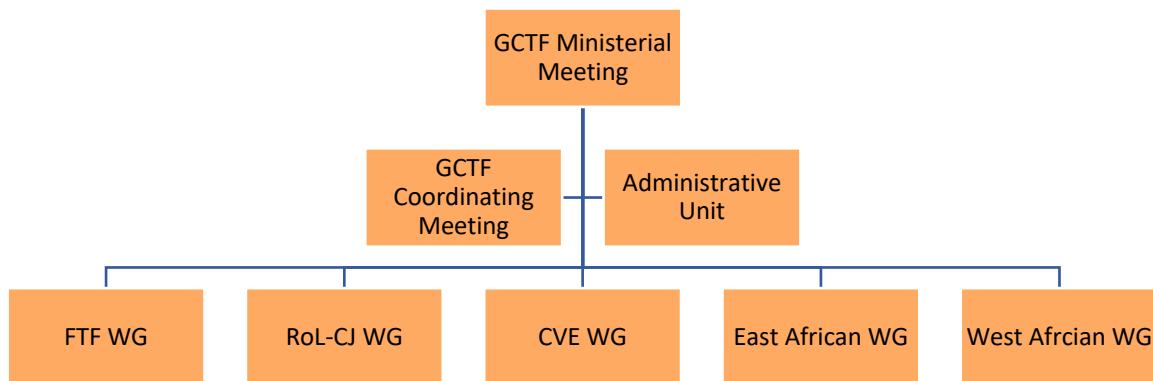 GCTF Ministerial
Meeting
GCTF
Coordinating
Meeting
Administrative
Unit
FTF WG
RoL-CJ WG
CVE WG
East African WG
West Afrcian WG